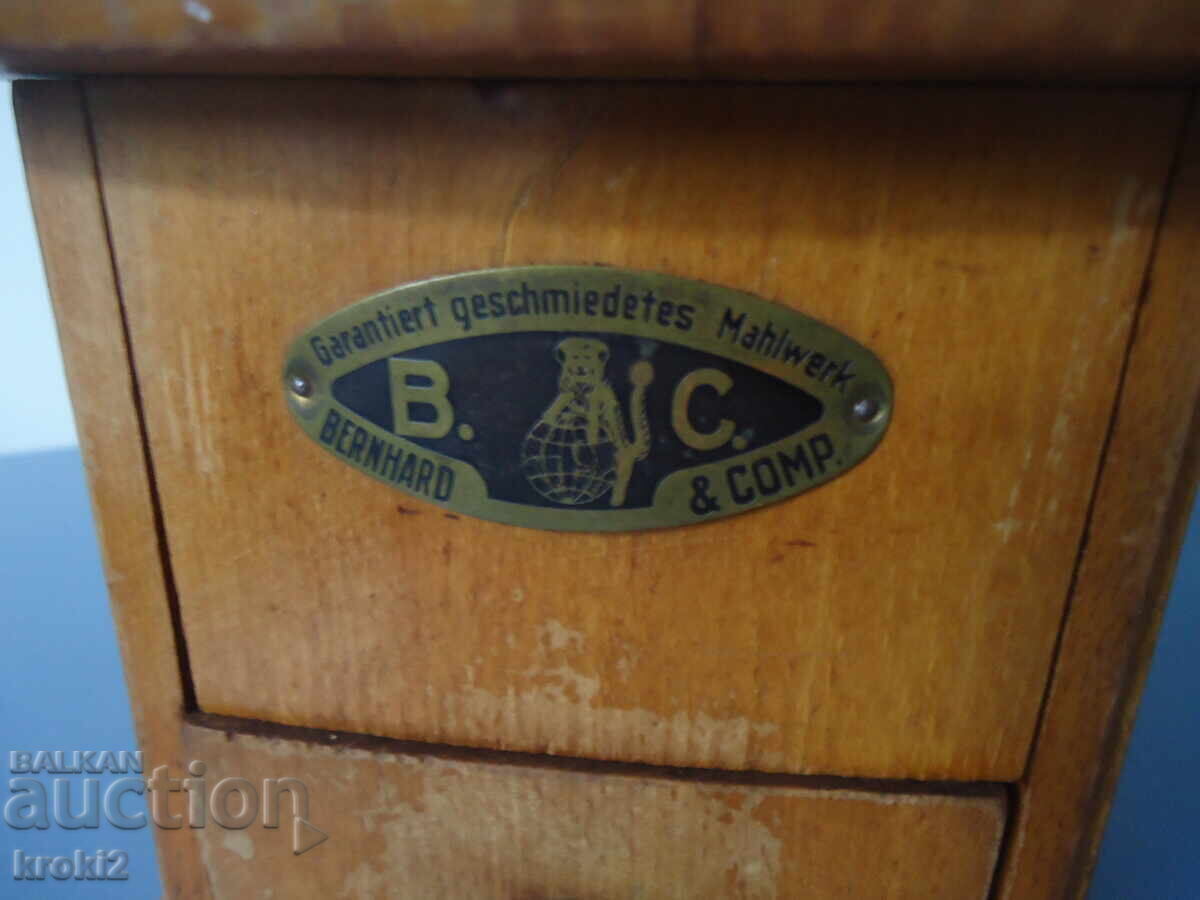 Garantiert geschmiedetes Mahlwerk
B. C.
BERNHARD & COMP.
BALKAN
auction
kroki2